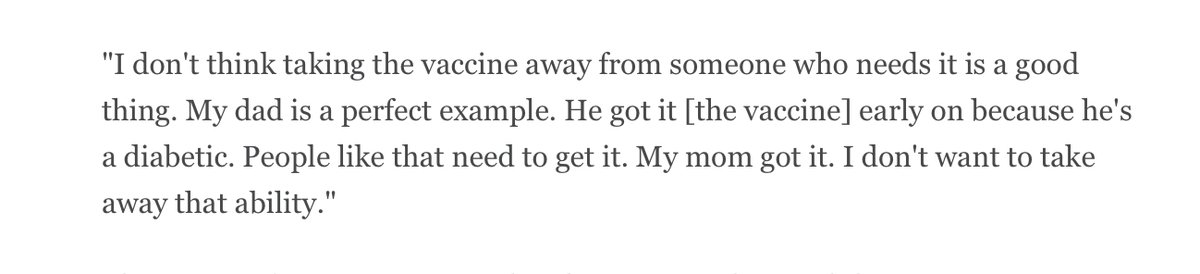 "I don't think taking the vaccine away from someone who needs it is a good
thing. My dad is a perfect example. He got it [the vaccine] early on because he's
a diabetic. People like that need to get it. My mom got it. I don't want to take
away that ability."